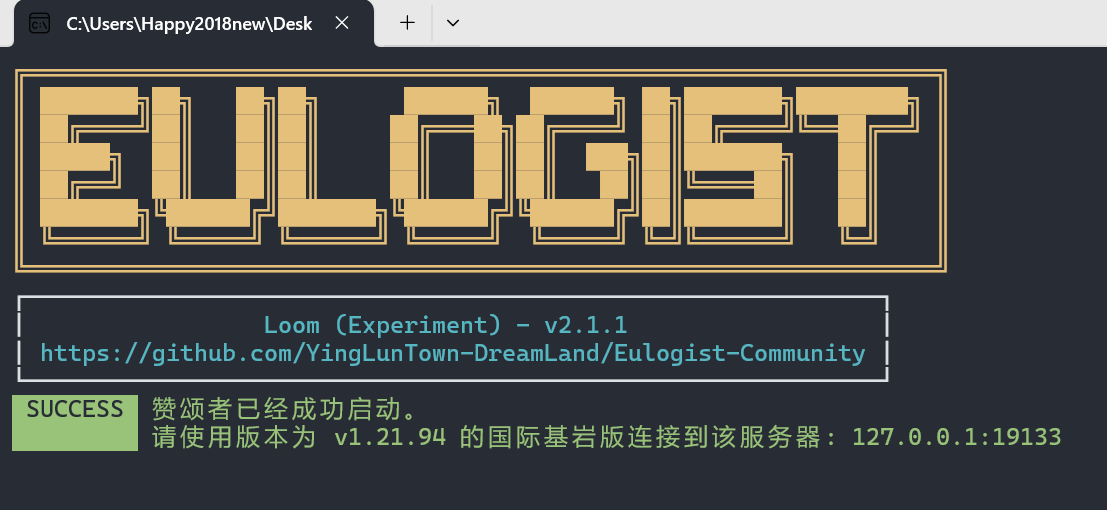 C:\Users\Happy2018new\Desk
EULOGIST
Loom (Experiment) - v2.1.1
https://github.com/YingLunTown-DreamLand/Eulogist-Community
SUCCESS 赞颂者已经成功启动。
请使用版本为 v1.21.94 的国际基岩版连接到该服务器: 127.0.0.1:19133